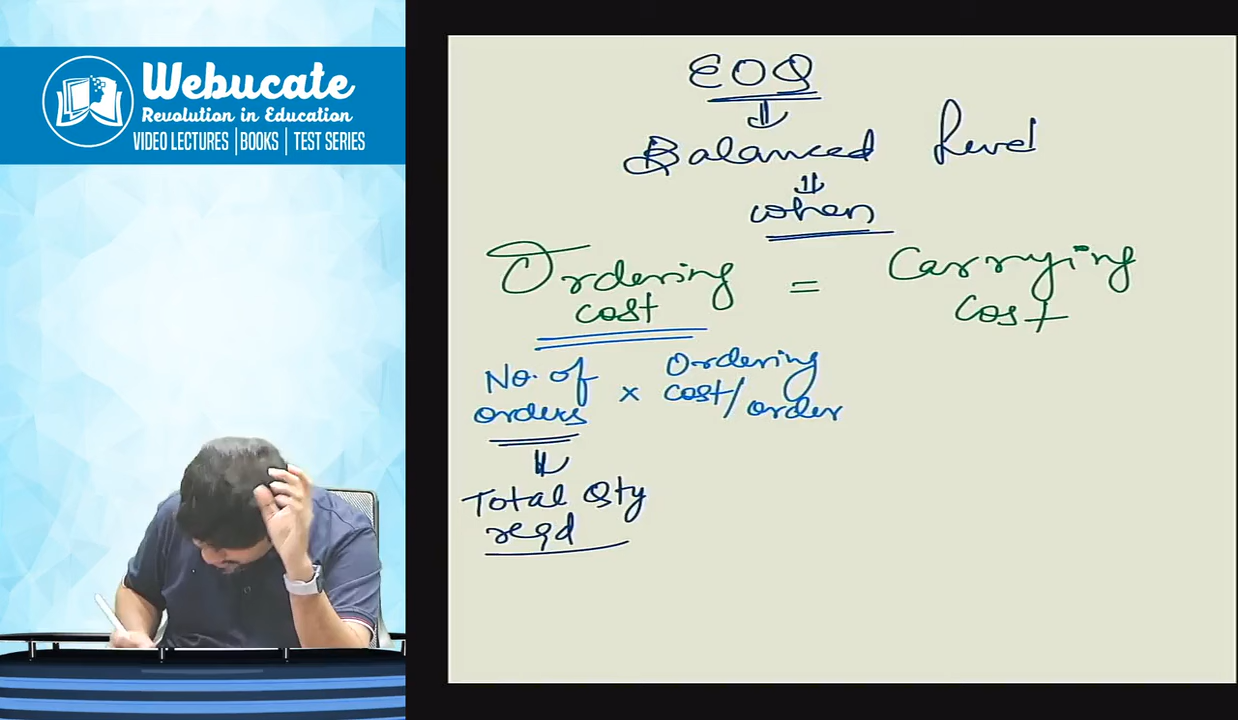 Webucate
Revolution in Education
VIDEO LECTURES | BOOKS | TEST SERIES
EOQ
Balanced level
when
Ordering cost = Carrying cost
No. of orders × Ordering cost/order
Total Qty
reqd